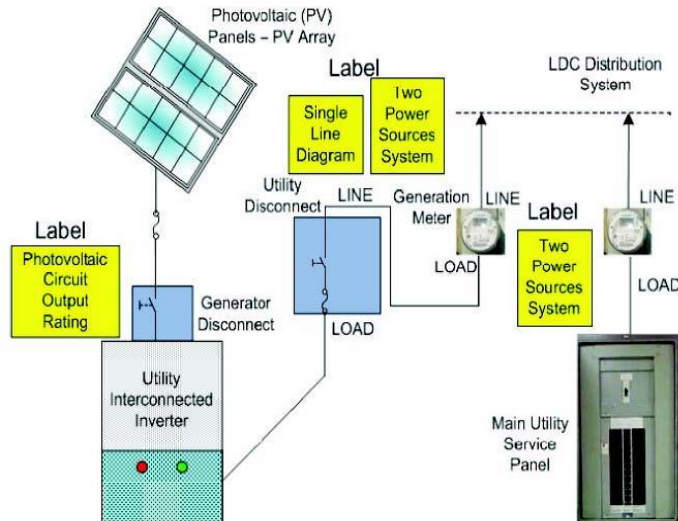 Photovoltaic (PV)
Panels – PV Array
Label
LDC Distribution
System
Single
Line
Diagram
Two
Power
Sources
System
Utility
Disconnect
LINE
Generation
Meter
LINE
LINE
Label
Label
Photovoltaic
Circuit
Output
Rating
LOAD
Two
Power
Sources
System
LOAD
Generator
Disconnect
LOAD
Utility
Interconnected
Inverter
Main Utility
Service
Panel